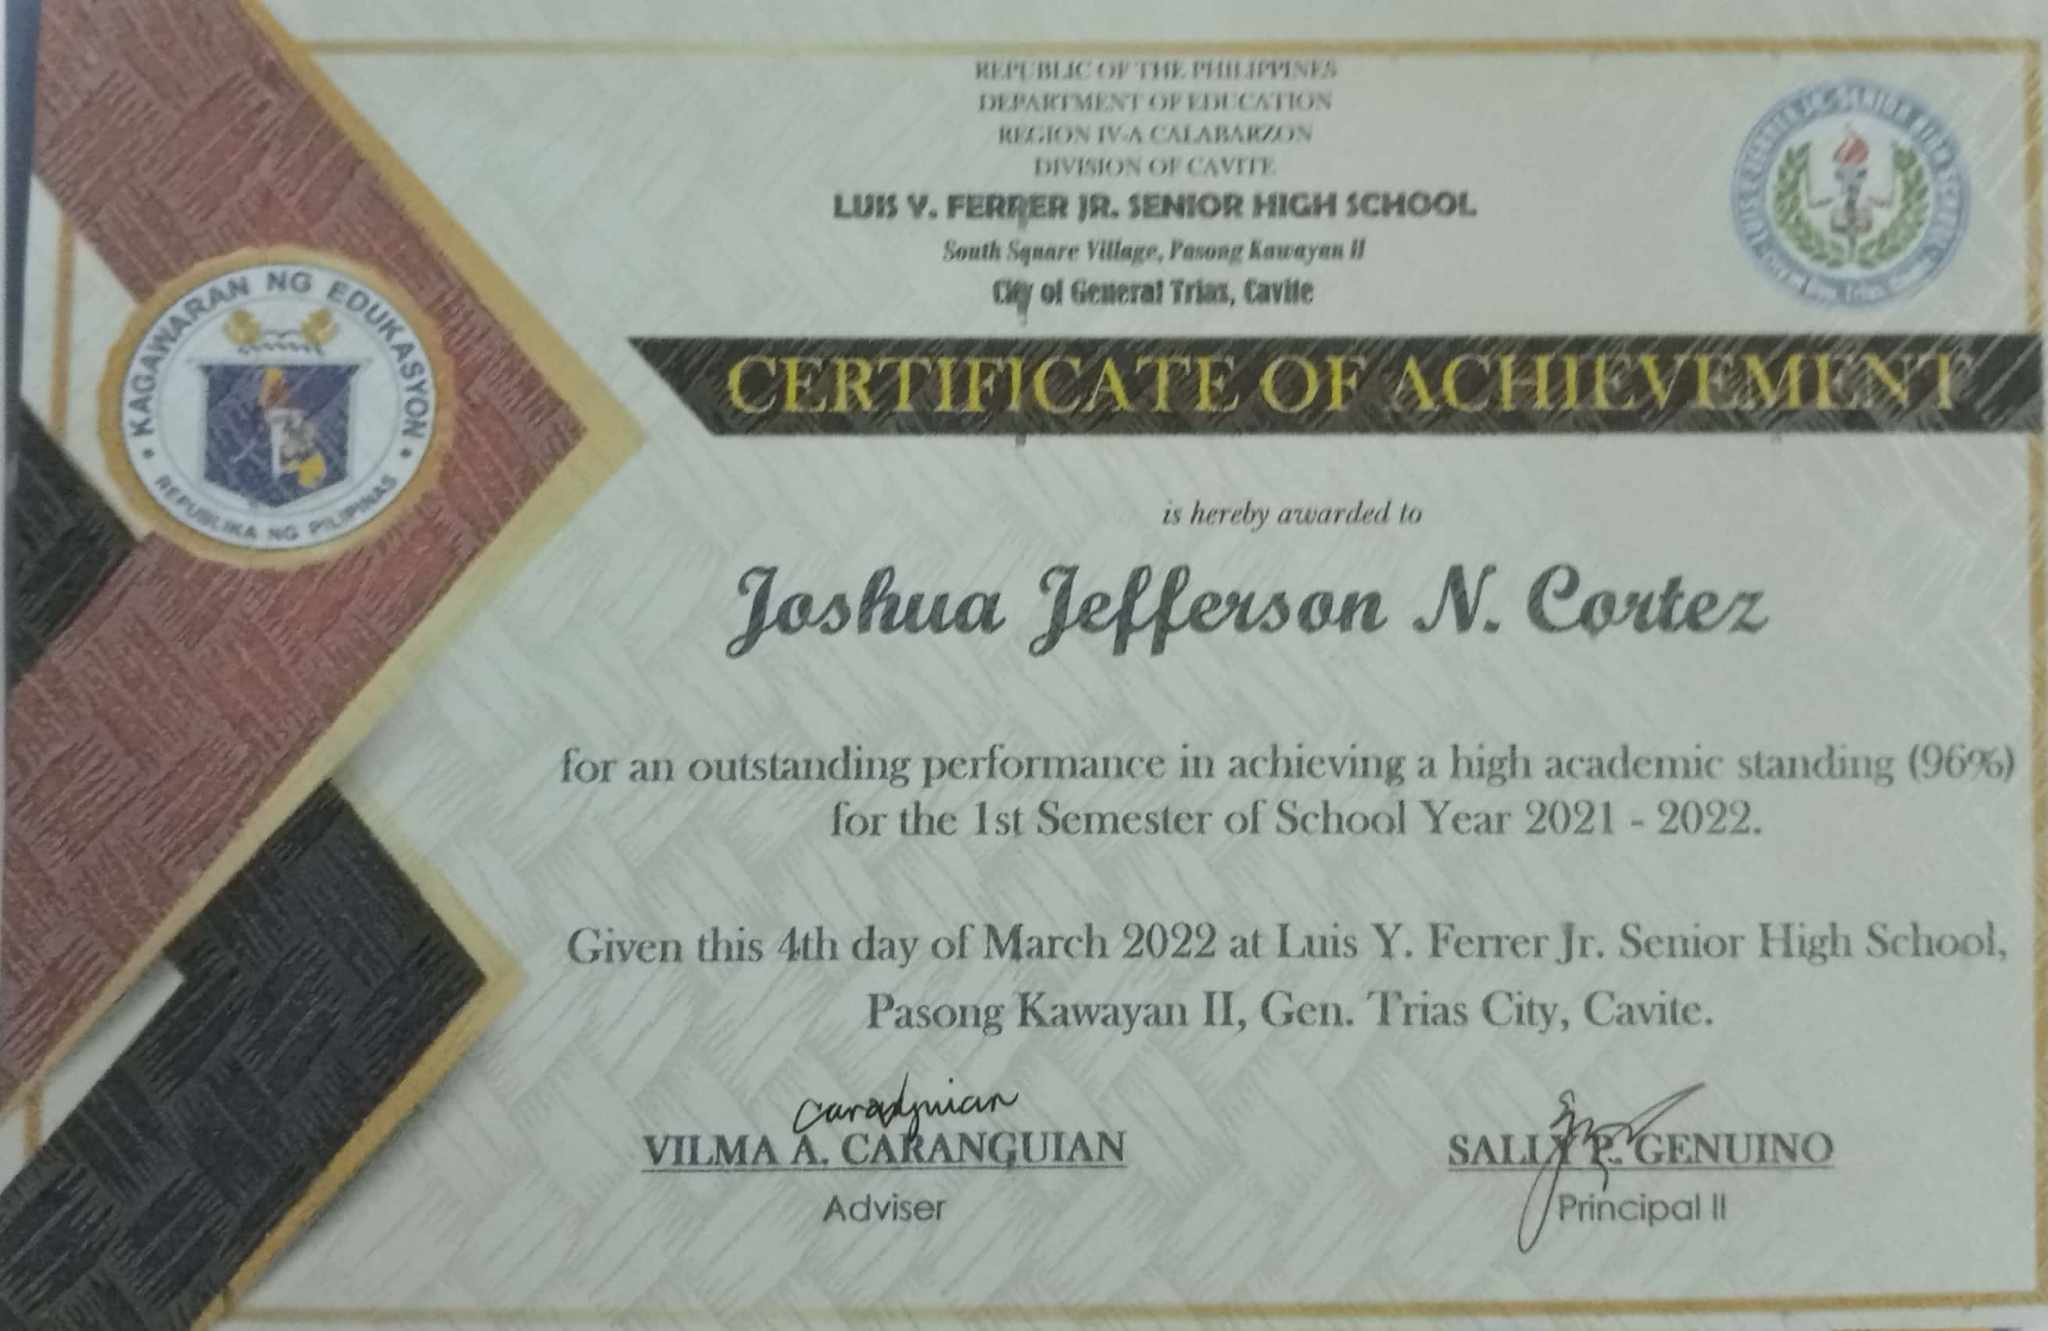 REPUBLIC OF THE PHILIPPINES
DEPARTMENT OF EDUCATION
REGION IV-A CALABARZON
DIVISION OF CAVITE
LUIS Y. FERRER JR. SENIOR HIGH SCHOOL
South Square Village, Pasong Kawayan II
City of General Trias, Cavite
KAGAWARAN NG EDUKASYON
REPUBLIKA NG PILIPINAS
CERTIFICATE OF ACHIEVEMENT
is hereby awarded to
Joshua Jefferson N. Cortez
for an outstanding performance in achieving a high academic standing (96%)
for the 1st Semester of School Year 2021 - 2022.
Given this 4th day of March 2022 at Luis Y. Ferrer Jr. Senior High School,
Pasong Kawayan II, Gen. Trias City, Cavite.
Caranguian
VILMA A. CARANGUIAN
Adviser
SALLY P. GENUINO
Principal II